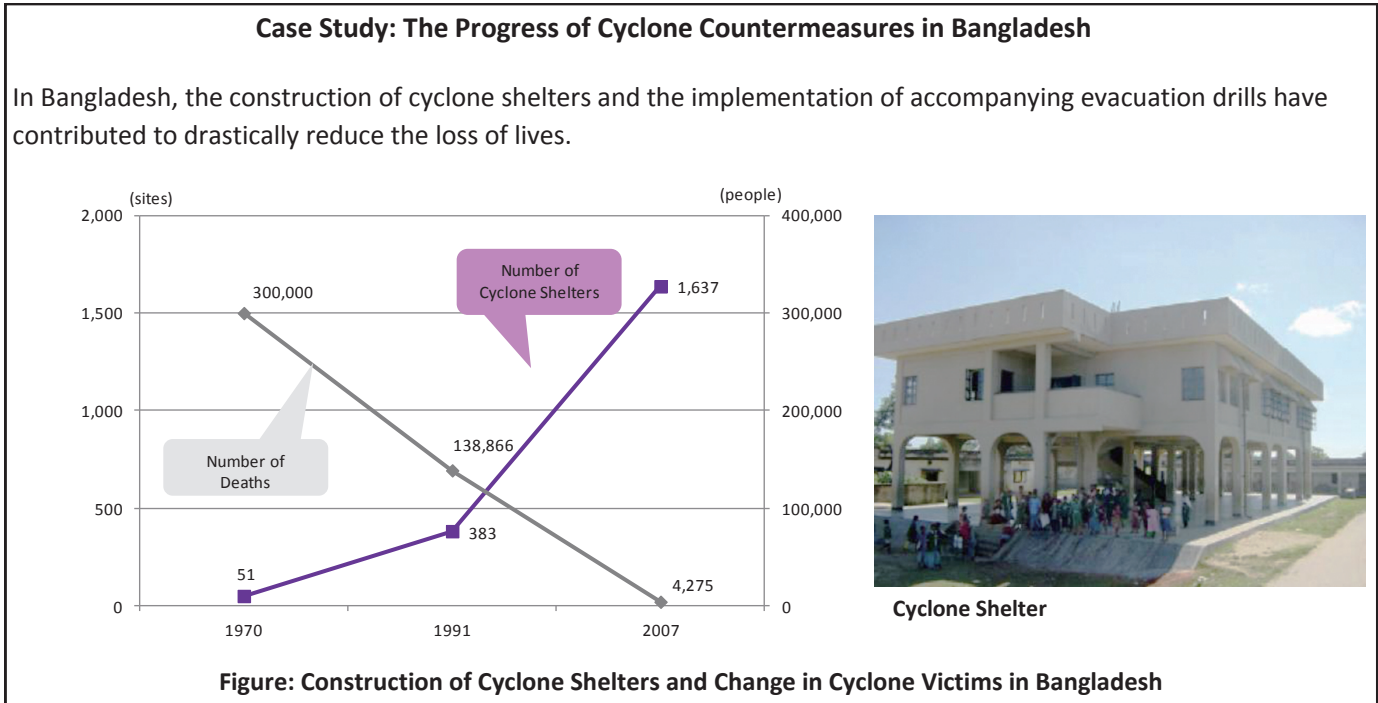 Case Study: The Progress of Cyclone Countermeasures in Bangladesh
In Bangladesh, the construction of cyclone shelters and the implementation of accompanying evacuation drills have
contributed to drastically reduce the loss of lives.
(sites)
(people)
2,000
400,000
Number of
Cyclone Shelters
300,000
1,637
1,500
300,000
1,000
200,000
138,866
Number of
Deaths
500
100,000
383
51
4,275
0
0
1970
1991
2007
Cyclone Shelter
Figure: Construction of Cyclone Shelters and Change in Cyclone Victims in Bangladesh